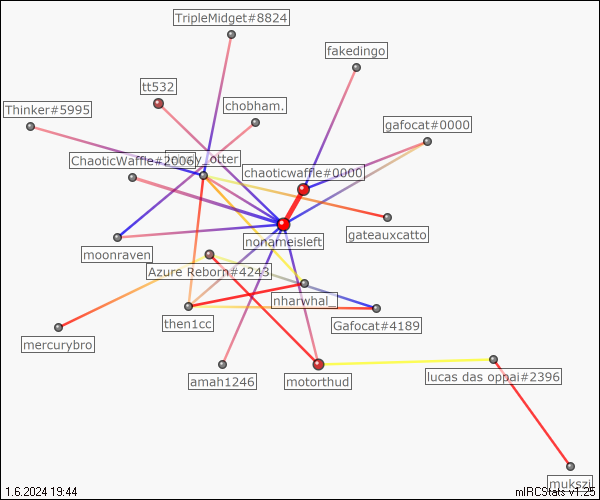 TripleMidget#8824
fakedingo
tt532
chobham.
Thinker#5995
gafocat#0000
ChaoticWaffle#2006
_otter
chaoticwaffle#0000
nonameisleft
gateauxcatto
moonraven
Azure Reborn#4243
nharwhal_
then1cc
Gafocat#4189
mercurybro
amah1246
motorthud
lucas das oppai#2396
mukszi
1.6.2024 19:44
mIRCStats v1.25